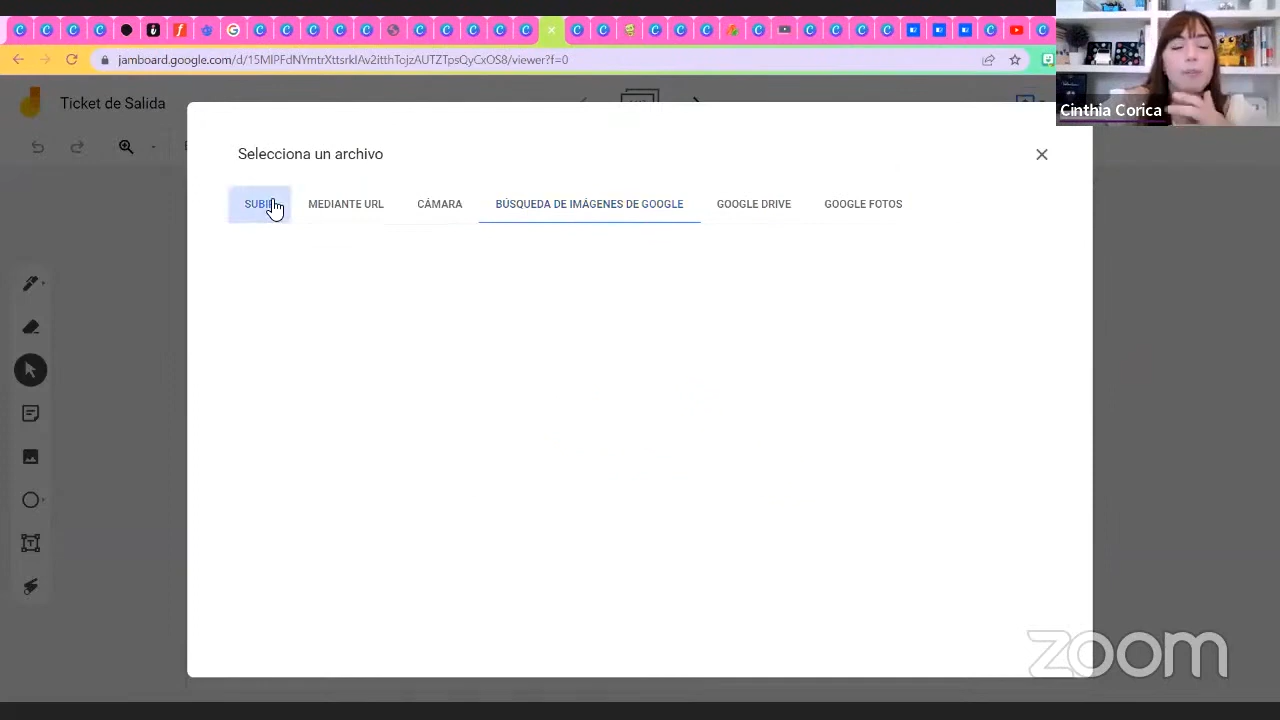 jamboard.google.com/d/15MIPFdNYmtrXttsrbWv2itthTojzAHTZTpsQyCxOS8/viewer?f=0
Cinthia Corica
Ticket de Salida
Selecciona un archivo
SUBIR
MEDIANTE URL
CÁMARA
BÚSQUEDA DE IMÁGENES DE GOOGLE
GOOGLE DRIVE
GOOGLE FOTOS
zoom